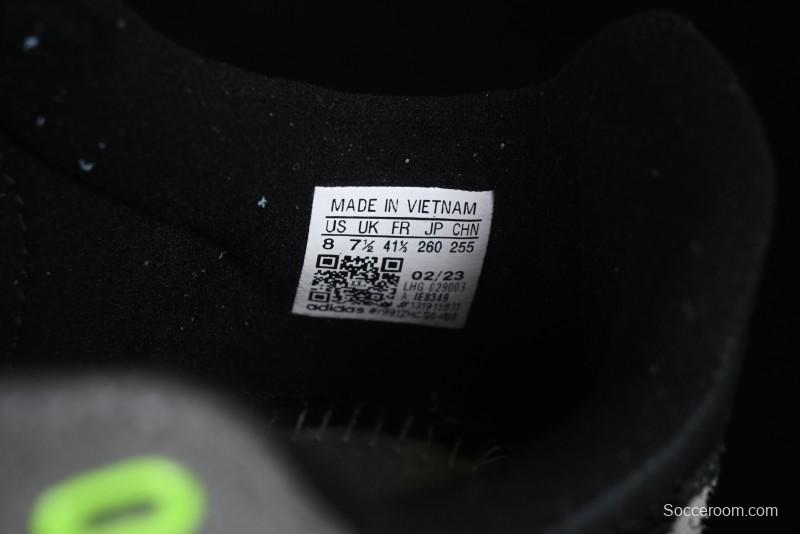 MADE IN VIETNAM
US UK FR JP CHN
8 7½ 41⅓ 260 255
02/23
LHG 029003
A IE8349
adidas
Socceroom.com